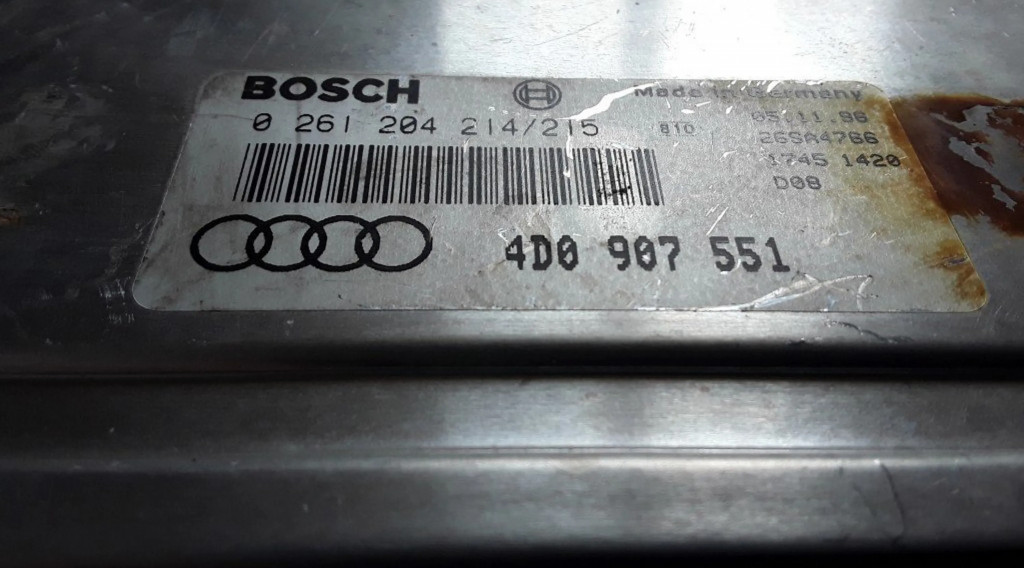 BOSCH
Made in Germany
0 261 204 214/215
810
05.11.96
26SA4766
1745 1420
D08
4D0 907 551